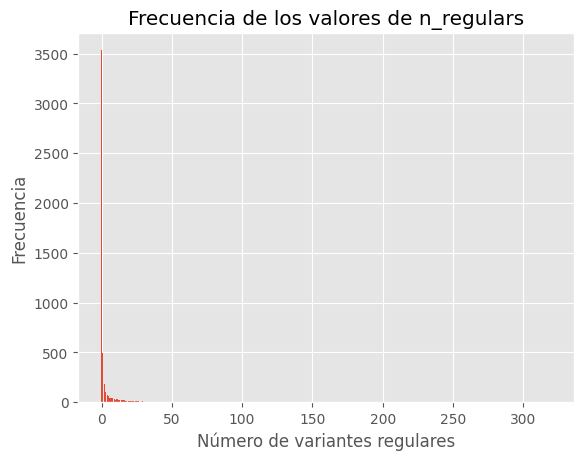 Frecuencia de los valores de n_regulars
3500
3000
2500
2000
1500
1000
500
0
Frecuencia
0 50 100 150 200 250 300
Número de variantes regulares